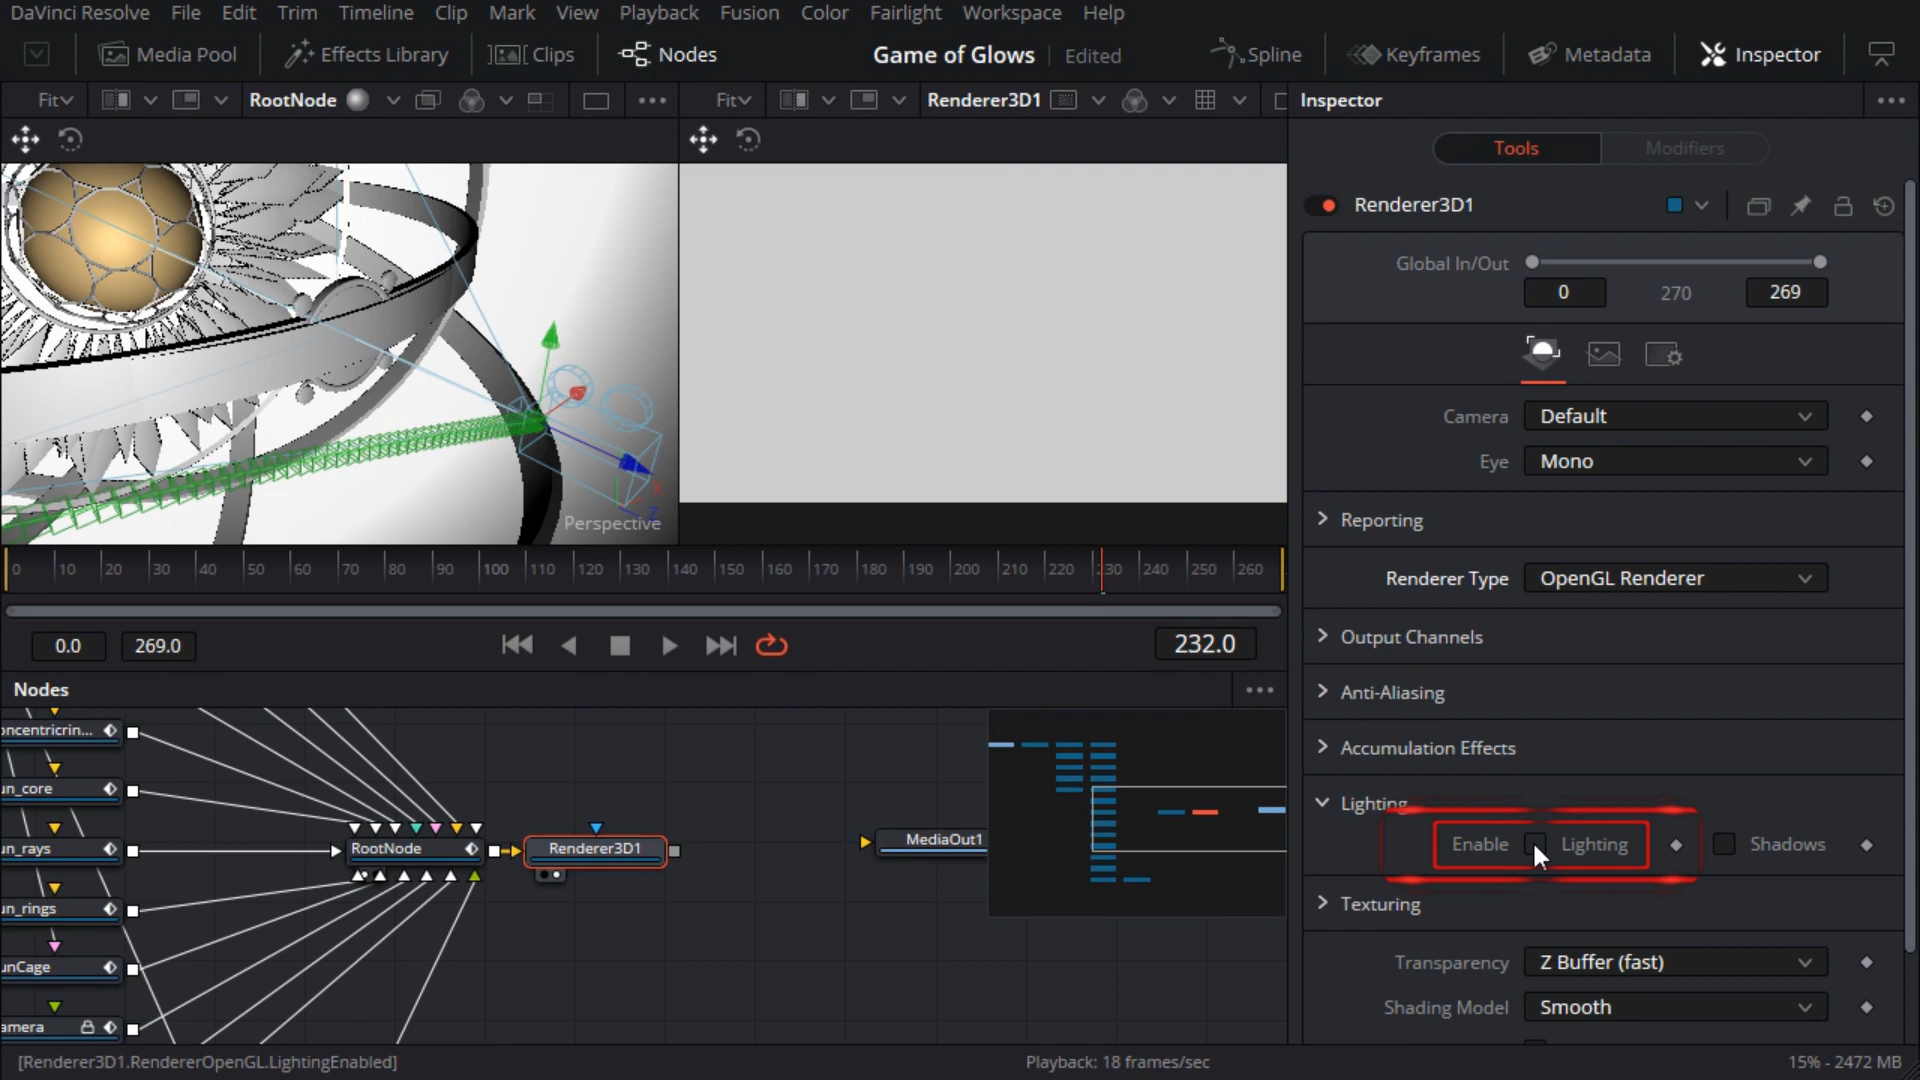 DaVinci Resolve File Edit Trim Timeline Clip Mark View Playback Fusion Color Fairlight Workspace Help
Media Pool Effects Library Clips Nodes Game of Glows Edited Spline Keyframes Metadata Inspector
Fit RootNode Fit Renderer3D1 Inspector
Tools Modifiers
Renderer3D1
Global In/Out
0 270 269
Camera Default
Eye Mono
Reporting
Renderer Type OpenGL Renderer
Output Channels
Anti-Aliasing
Accumulation Effects
Lighting
Enable Lighting Shadows
Texturing
Transparency Z Buffer (fast)
Shading Model Smooth
X
Z
Perspective
0 10 20 30 40 50 60 70 80 90 100 110 120 130 140 150 160 170 180 190 200 210 220 230 240 250 260
0.0 269.0 232.0
Nodes
oncentricrin...
un_core
un_rays RootNode Renderer3D1 MediaOut1
un_rings
unCage
amera
[Renderer3D1.RendererOpenGL.LightingEnabled] Playback: 18 frames/sec 15% - 2472 MB